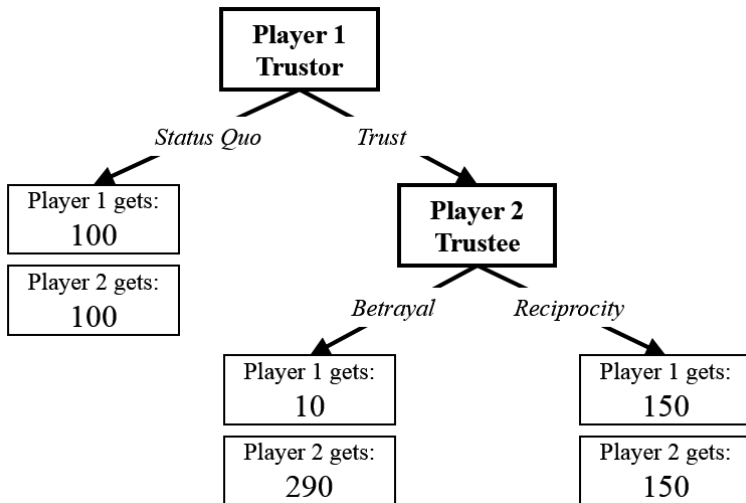 Player 1
Trustor
Status Quo
Trust
Player 1 gets:
100
Player 2 gets:
100
Player 2
Trustee
Betrayal
Reciprocity
Player 1 gets:
10
Player 2 gets:
290
Player 1 gets:
150
Player 2 gets:
150